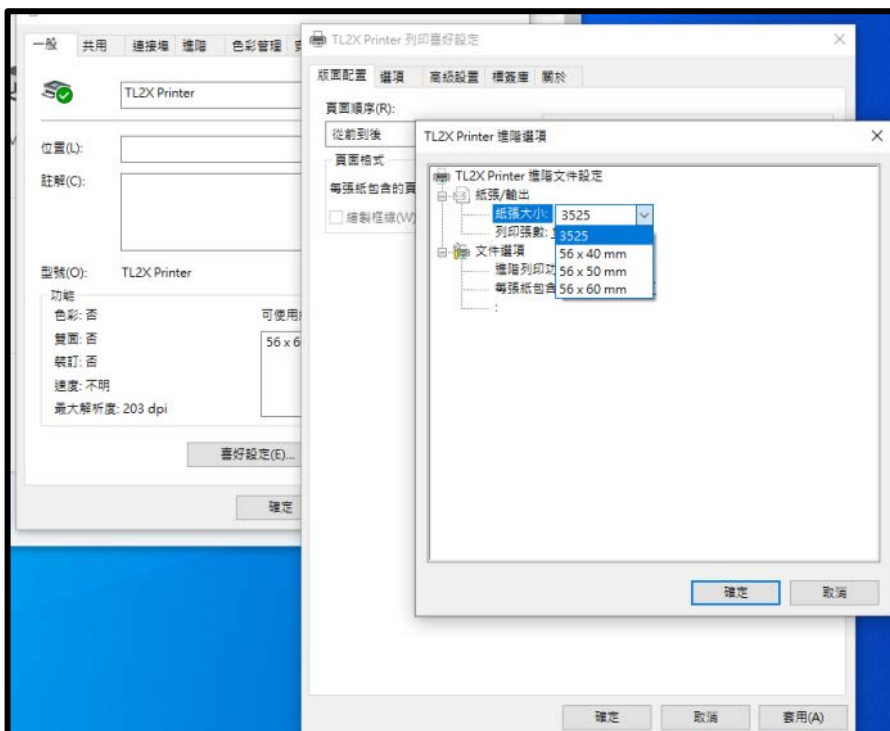 一般 共用 連接埠 進階 色彩管理
TL2X Printer
位置(L):
註解(C):
型號(O): TL2X Printer
功能
色彩: 否
雙面: 否
裝訂: 否
速度: 不明
最大解析度: 203 dpi
可使用
56 x 6
喜好設定(E)...
確定
TL2X Printer 列印喜好設定
版面配置 選項 高級設置 標簽庫 關於
頁面順序(R):
從前到後
頁面格式
每張紙包含的頁
繪製框線(W)
TL2X Printer 進階選項
TL2X Printer 進階文件設定
紙張/輸出
紙張大小: 3525
列印張數:
3525
56 x 40 mm
56 x 50 mm
56 x 60 mm
文件選項
進階列印功
每張紙包含
:
確定 取消
確定 取消 套用(A)